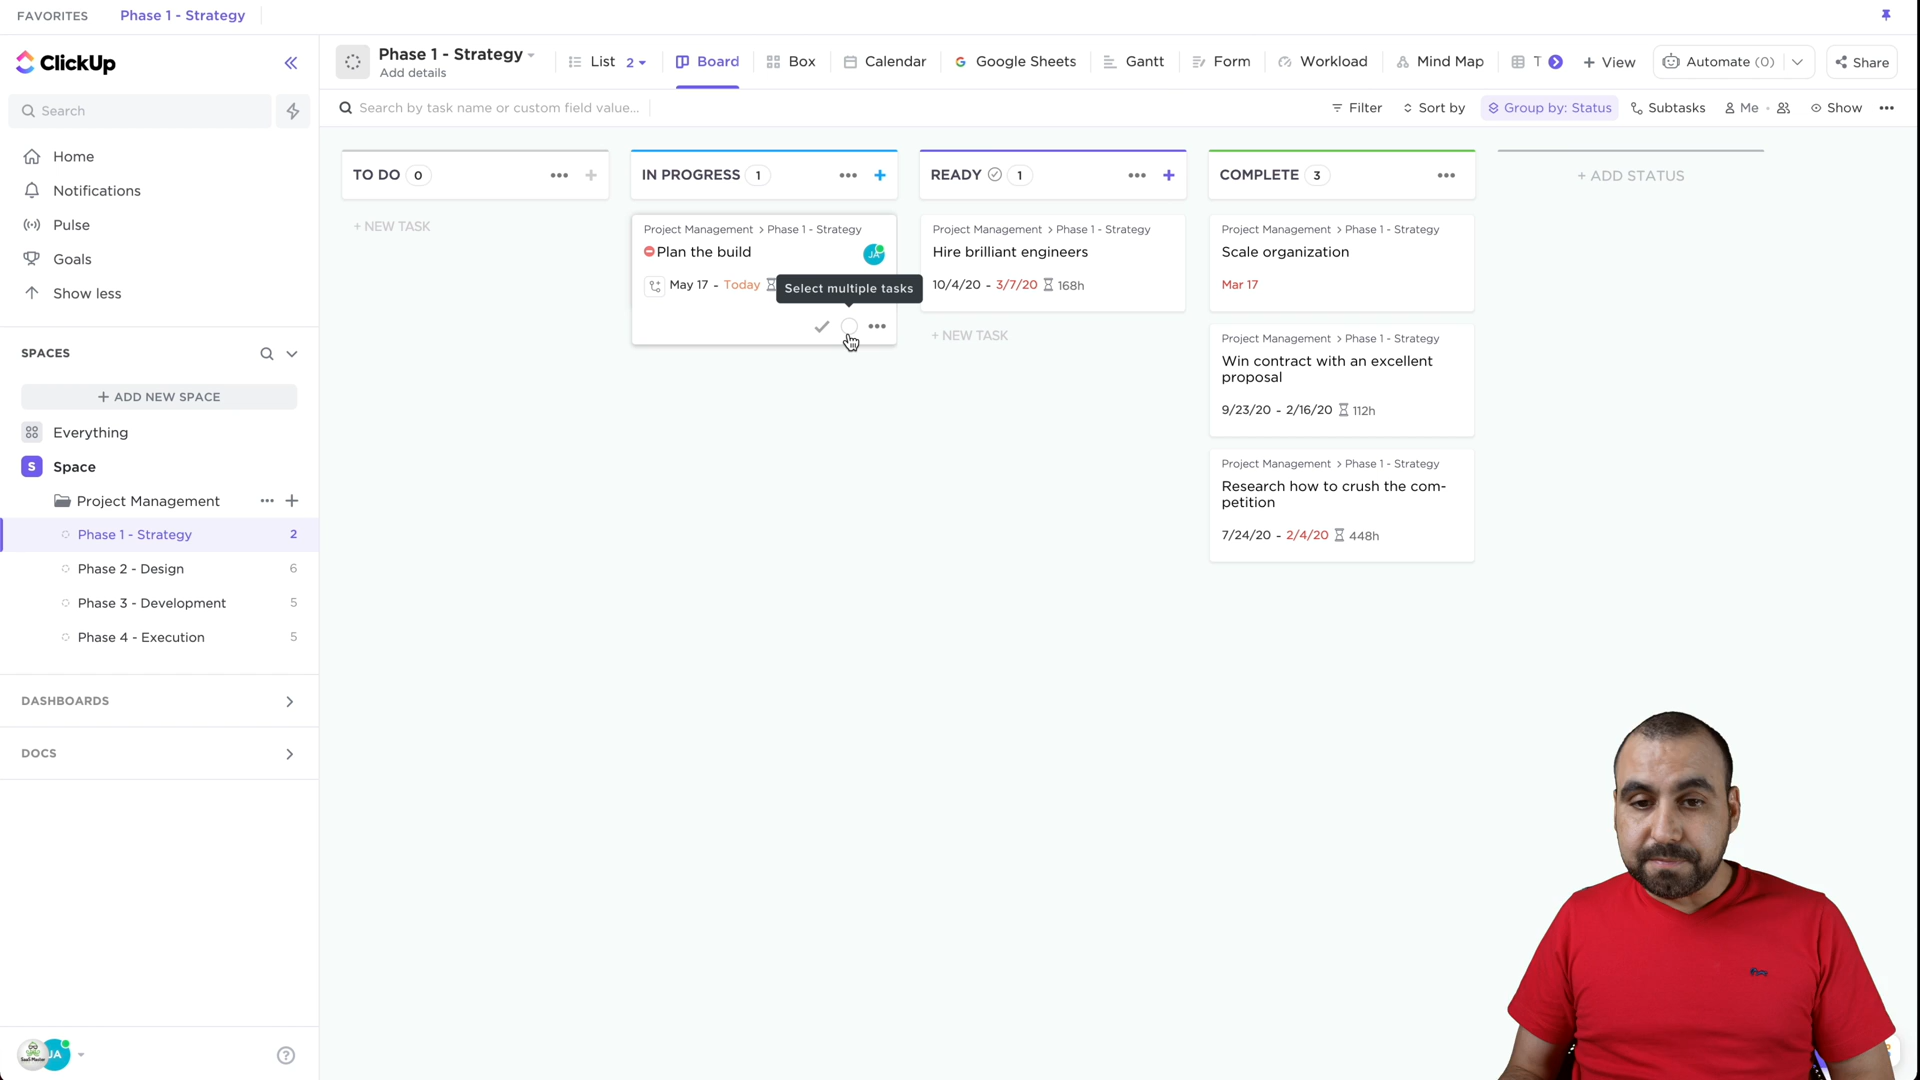 FAVORITES
Phase 1 - Strategy
ClickUp
Search
Home
Notifications
Pulse
Goals
Show less
SPACES
+ ADD NEW SPACE
Everything
S Space
Project Management
Phase 1 - Strategy 2
Phase 2 - Design 6
Phase 3 - Development 5
Phase 4 - Execution 5
DASHBOARDS
DOCS
JA
Phase 1 - Strategy
Add details
List 2
Board
Box
Calendar
Google Sheets
Gantt
Form
Workload
Mind Map
T
+ View
Automate (0)
Share
Search by task name or custom field value...
Filter
Sort by
Group by: Status
Subtasks
Me
Show
TO DO 0
+ NEW TASK
IN PROGRESS 1
Project Management > Phase 1 - Strategy
Plan the build
JA
May 17 - Today
Select multiple tasks
READY 1
Project Management > Phase 1 - Strategy
Hire brilliant engineers
10/4/20 - 3/7/20 168h
+ NEW TASK
COMPLETE 3
Project Management > Phase 1 - Strategy
Scale organization
Mar 17
Project Management > Phase 1 - Strategy
Win contract with an excellent
proposal
9/23/20 - 2/16/20 112h
Project Management > Phase 1 - Strategy
Research how to crush the com-
petition
7/24/20 - 2/4/20 448h
+ ADD STATUS